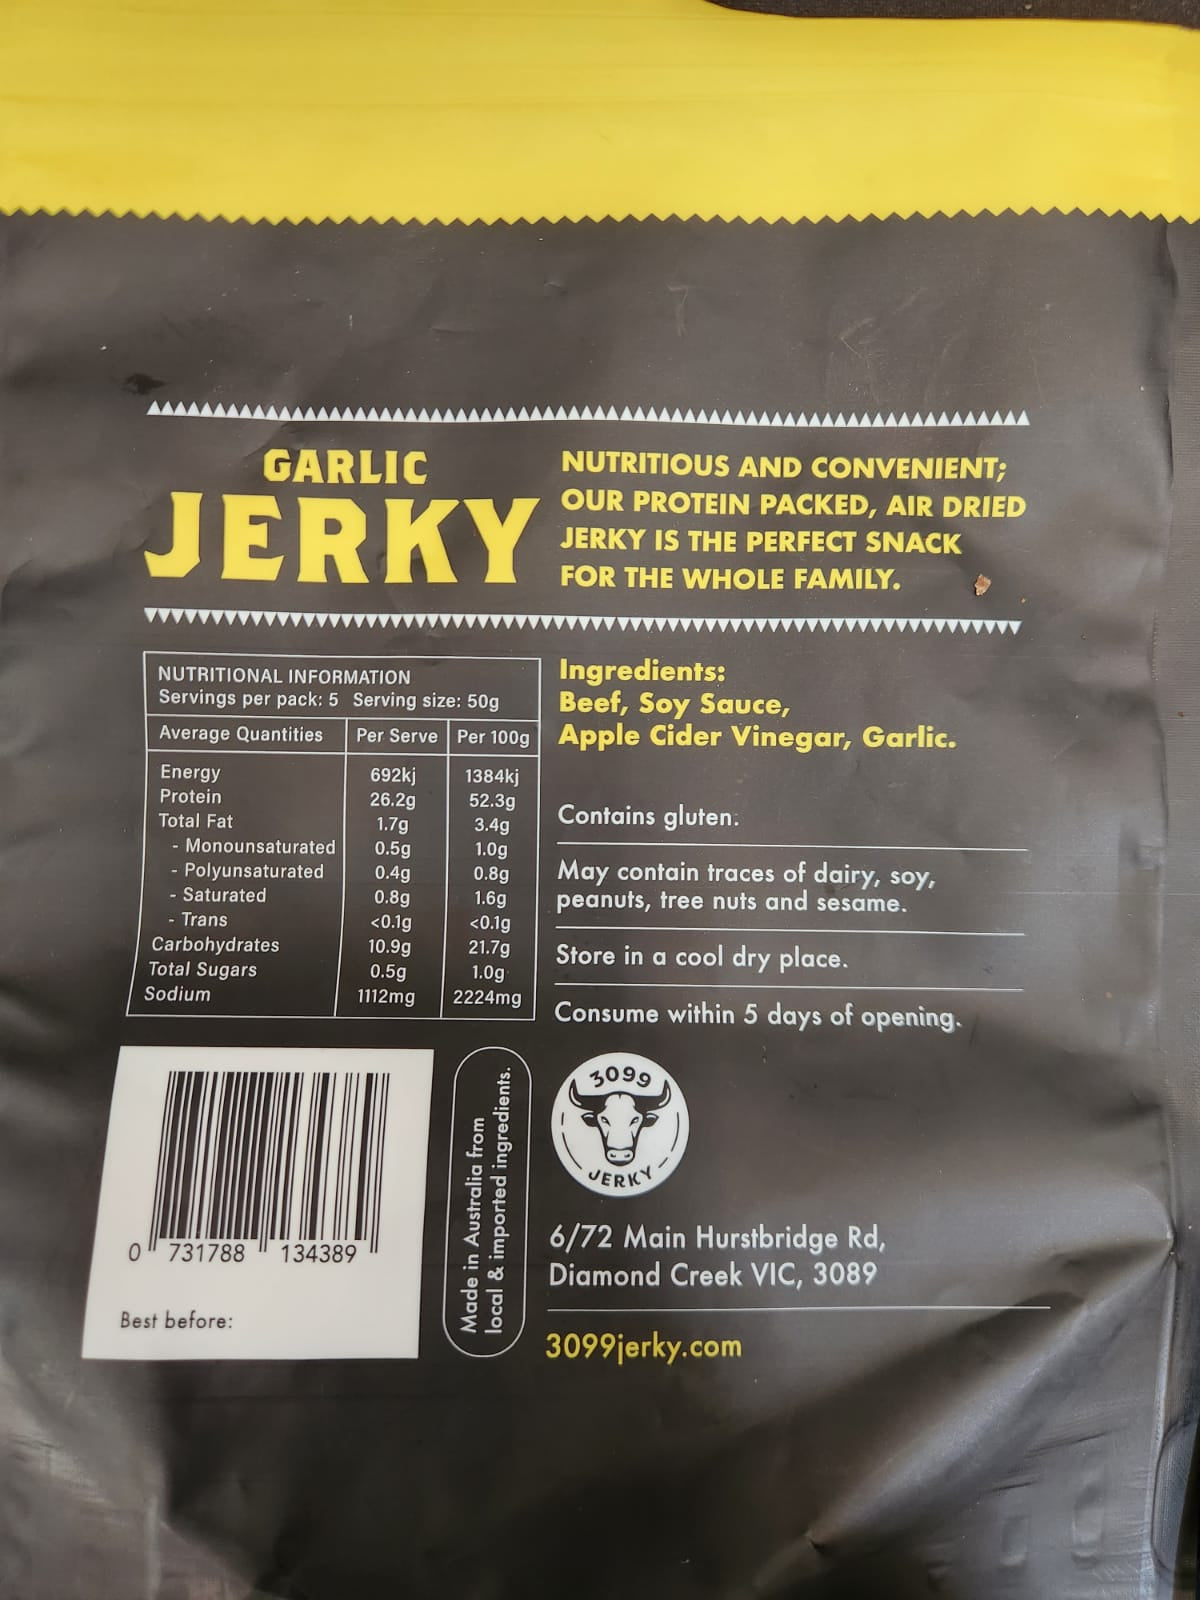 GARLIC
JERKY
NUTRITIOUS AND CONVENIENT;
OUR PROTEIN PACKED, AIR DRIED
JERKY IS THE PERFECT SNACK
FOR THE WHOLE FAMILY.
NUTRITIONAL INFORMATION
Servings per pack: 5 Serving size: 50g
Average Quantities Per Serve Per 100g
Energy 692kj 1384kj
Protein 26.2g 52.3g
Total Fat 1.7g 3.4g
- Monounsaturated 0.5g 1.0g
- Polyunsaturated 0.4g 0.8g
- Saturated 0.8g 1.6g
- Trans <0.1g <0.1g
Carbohydrates 10.9g 21.7g
Total Sugars 0.5g 1.0g
Sodium 1112mg 2224mg
Ingredients:
Beef, Soy Sauce,
Apple Cider Vinegar, Garlic.
Contains gluten.
May contain traces of dairy, soy,
peanuts, tree nuts and sesame.
Store in a cool dry place.
Consume within 5 days of opening.
0 731788 134389
Best before:
Made in Australia from
local & imported ingredients.
3099
JERKY
6/72 Main Hurstbridge Rd,
Diamond Creek VIC, 3089
3099jerky.com